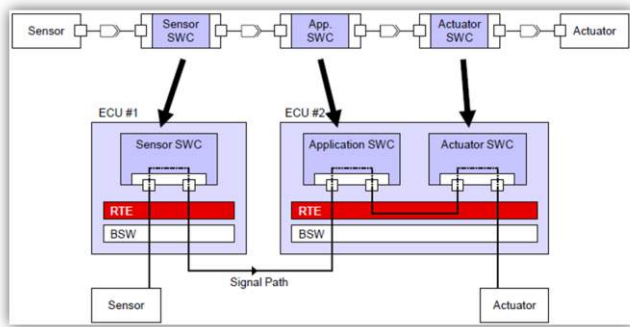 Sensor
Sensor
SWC
App.
SWC
Actuator
SWC
Actuator
ECU #1
ECU #2
Sensor SWC
Application SWC
Actuator SWC
RTE
RTE
BSW
BSW
Signal Path
Sensor
Actuator